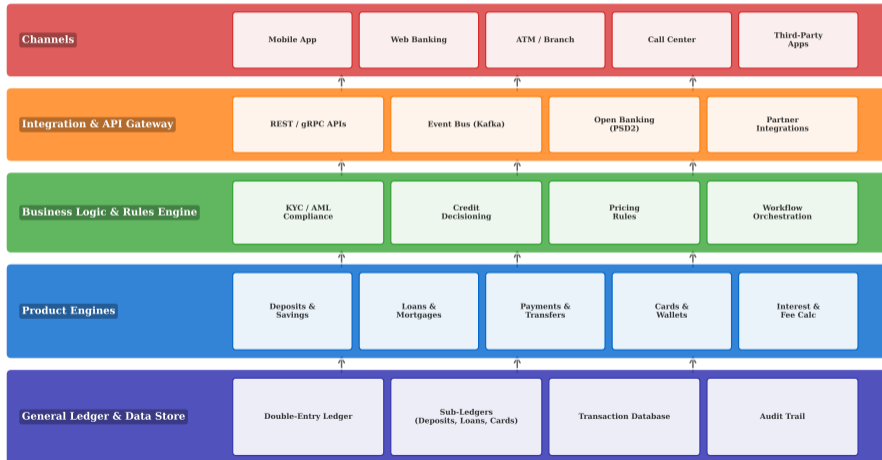 Channels
Mobile App
Web Banking
ATM / Branch
Call Center
Third-Party
Apps
Integration & API Gateway
REST / gRPC APIs
Event Bus (Kafka)
Open Banking
(PSD2)
Partner
Integrations
Business Logic & Rules Engine
KYC / AML
Compliance
Credit
Decisioning
Pricing
Rules
Workflow
Orchestration
Product Engines
Deposits &
Savings
Loans &
Mortgages
Payments &
Transfers
Cards &
Wallets
Interest &
Fee Calc
General Ledger & Data Store
Double-Entry Ledger
Sub-Ledgers
(Deposits, Loans, Cards)
Transaction Database
Audit Trail